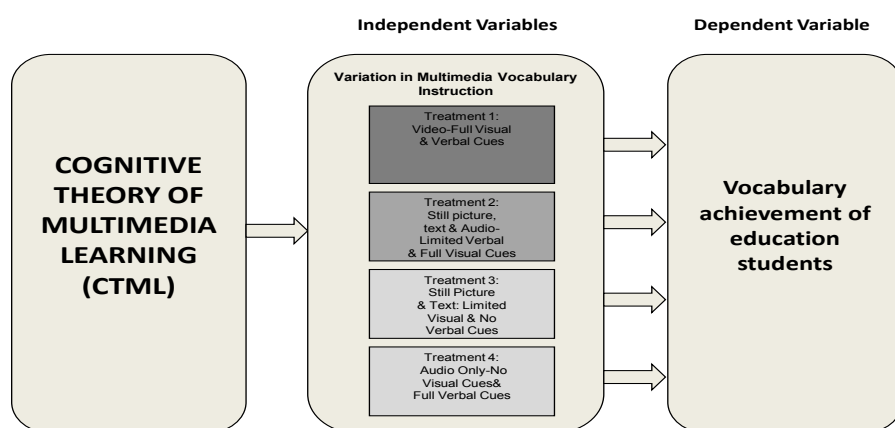 Independent Variables
Dependent Variable
COGNITIVE
THEORY OF
MULTIMEDIA
LEARNING
(CTML)
Variation in Multimedia Vocabulary
Instruction
Treatment 1:
Video-Full Visual
& Verbal Cues
Treatment 2:
Still picture,
text & Audio-
Limited Verbal
& Full Visual Cues
Treatment 3:
Still Picture
& Text: Limited
Visual & No
Verbal Cues
Treatment 4:
Audio Only-No
Visual Cues&
Full Verbal Cues
Vocabulary
achievement of
education
students